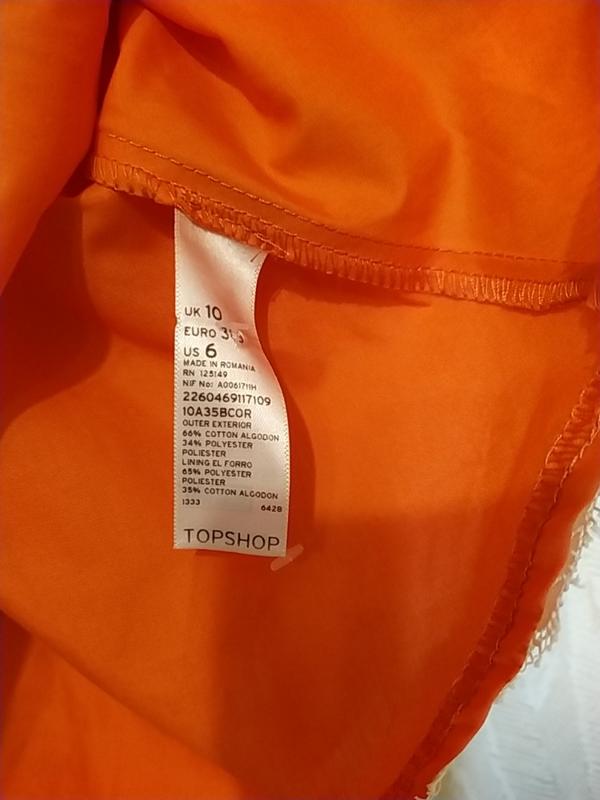 UK 10
EURO
US 6
MADE IN ROMANIA
RN 125149
NIF No: A0061711H
2260469117109
10A35BCOR
OUTER EXTERIOR
66% COTTON ALGODON
34% POLYESTER
POLIESTER
LINING EL FORRO
65% POLYESTER
POLIESTER
35% COTTON ALGODON
1333 6428
TOPSHOP